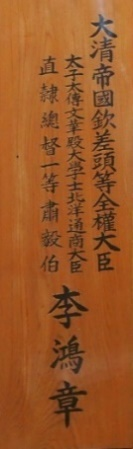 大清帝國欽差頭等全權大臣
太子太傅文華殿大學士北洋通商大臣
直隷總督一等肅毅伯
李鴻章